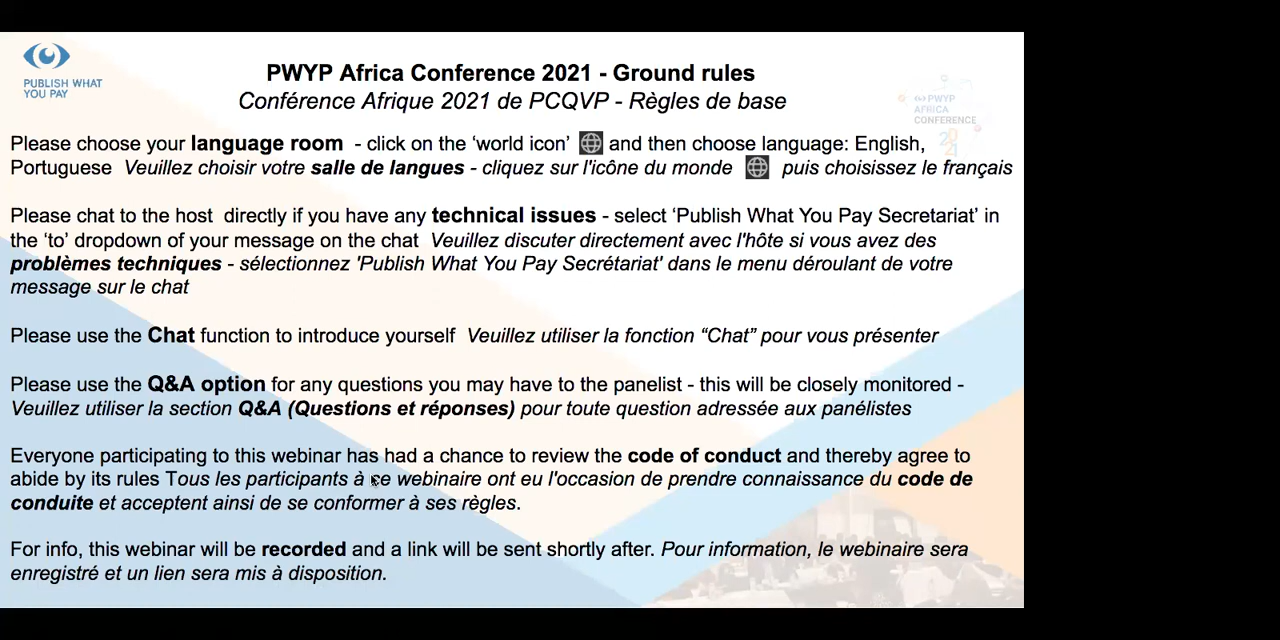 PUBLISH WHAT
YOU PAY
PWYP Africa Conference 2021 - Ground rules
Conférence Afrique 2021 de PCQVP - Règles de base
PWYP
AFRICA
CONFERENCE
2021
Please choose your language room - click on the ‘world icon’ and then choose language: English,
Portuguese Veuillez choisir votre salle de langues - cliquez sur l'icône du monde puis choisissez le français
Please chat to the host directly if you have any technical issues - select ‘Publish What You Pay Secretariat’ in
the ‘to’ dropdown of your message on the chat Veuillez discuter directement avec l'hôte si vous avez des
problèmes techniques - sélectionnez 'Publish What You Pay Secrétariat' dans le menu déroulant de votre
message sur le chat
Please use the Chat function to introduce yourself Veuillez utiliser la fonction “Chat” pour vous présenter
Please use the Q&A option for any questions you may have to the panelist - this will be closely monitored -
Veuillez utiliser la section Q&A (Questions et réponses) pour toute question adressée aux panélistes
Everyone participating to this webinar has had a chance to review the code of conduct and thereby agree to
abide by its rules Tous les participants à ce webinaire ont eu l'occasion de prendre connaissance du code de
conduite et acceptent ainsi de se conformer à ses règles.
For info, this webinar will be recorded and a link will be sent shortly after. Pour information, le webinaire sera
enregistré et un lien sera mis à disposition.